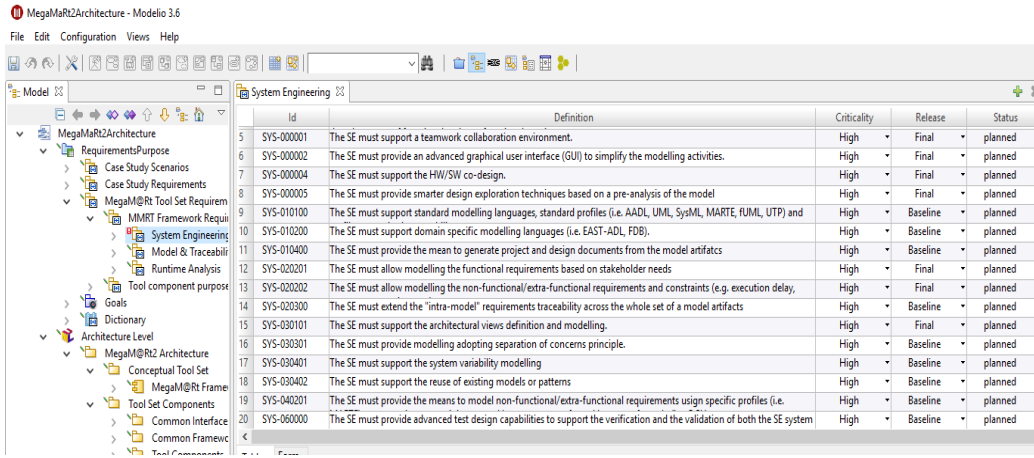 MegaMaRt2Architecture - Modelio 3.6
File Edit Configuration Views Help
Model
System Engineering
MegaMaRt2Architecture
RequirementsPurpose
Case Study Scenarios
Case Study Requirements
MegaM@Rt Tool Set Requirem
MMRT Framework Requir
System Engineering
Model & Traceabili
Runtime Analysis
Tool component purpose
Goals
Dictionary
Architecture Level
MegaM@Rt2 Architecture
Conceptual Tool Set
MegaM@Rt Framew
Tool Set Components
Common Interface
Common Framewo
Tool Components
Id Definition Criticality Release Status
5 SYS-000001 The SE must support a teamwork collaboration environment. High Final planned
6 SYS-000002 The SE must provide an advanced graphical user interface (GUI) to simplify the modelling activities. High Final planned
7 SYS-000004 The SE must support the HW/SW co-design. High Final planned
8 SYS-000005 The SE must provide smarter design exploration techniques based on a pre-analysis of the model High Final planned
9 SYS-010100 The SE must support standard modelling languages, standard profiles (i.e. AADL, UML, SysML, MARTE, fUML, UTP) and High Baseline planned
10 SYS-010200 The SE must support domain specific modelling languages (i.e. EAST-ADL, FDB). High Baseline planned
11 SYS-010400 The SE must provide the mean to generate project and design documents from the model artifatcs High Baseline planned
12 SYS-020201 The SE must allow modelling the functional requirements based on stakeholder needs High Final planned
13 SYS-020202 The SE must allow modelling the non-functional/extra-functional requirements and constraints (e.g. execution delay, High Final planned
14 SYS-020300 The SE must extend the "intra-model" requirements traceability across the whole set of a model artifacts High Baseline planned
15 SYS-030101 The SE must support the architectural views definition and modelling. High Final planned
16 SYS-030301 The SE must provide modelling adopting separation of concerns principle. High Baseline planned
17 SYS-030401 The SE must support the system variability modelling High Baseline planned
18 SYS-030402 The SE must support the reuse of existing models or patterns High Baseline planned
19 SYS-040201 The SE must provide the means to model non-functional/extra-functional requirements usign specific profiles (i.e. High Baseline planned
20 SYS-060000 The SE must provide advanced test design capabilities to support the verification and the validation of both the SE system High Baseline planned